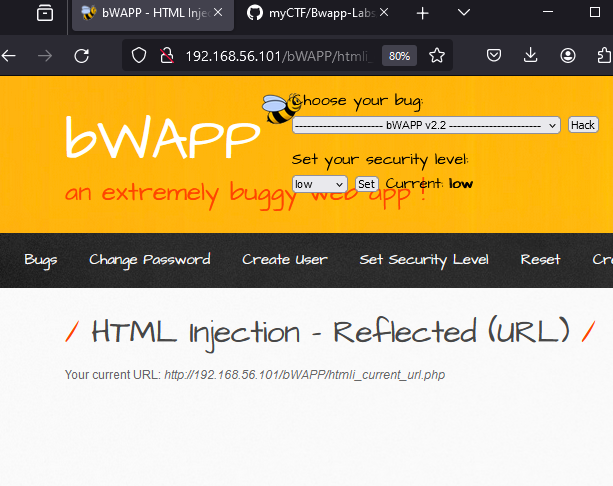 bWAPP - HTML Injec
myCTF/Bwapp-Labs
192.168.56.101/bWAPP/htmli_
80%
bWAPP
an extremely buggy web app !
Choose your bug:
---------------------- bWAPP v2.2 -----------------------
Hack
Set your security level:
low
Set
Current: low
Bugs
Change Password
Create User
Set Security Level
Reset
Cre
/ HTML Injection - Reflected (URL) /
Your current URL: http://192.168.56.101/bWAPP/htmli_current_url.php